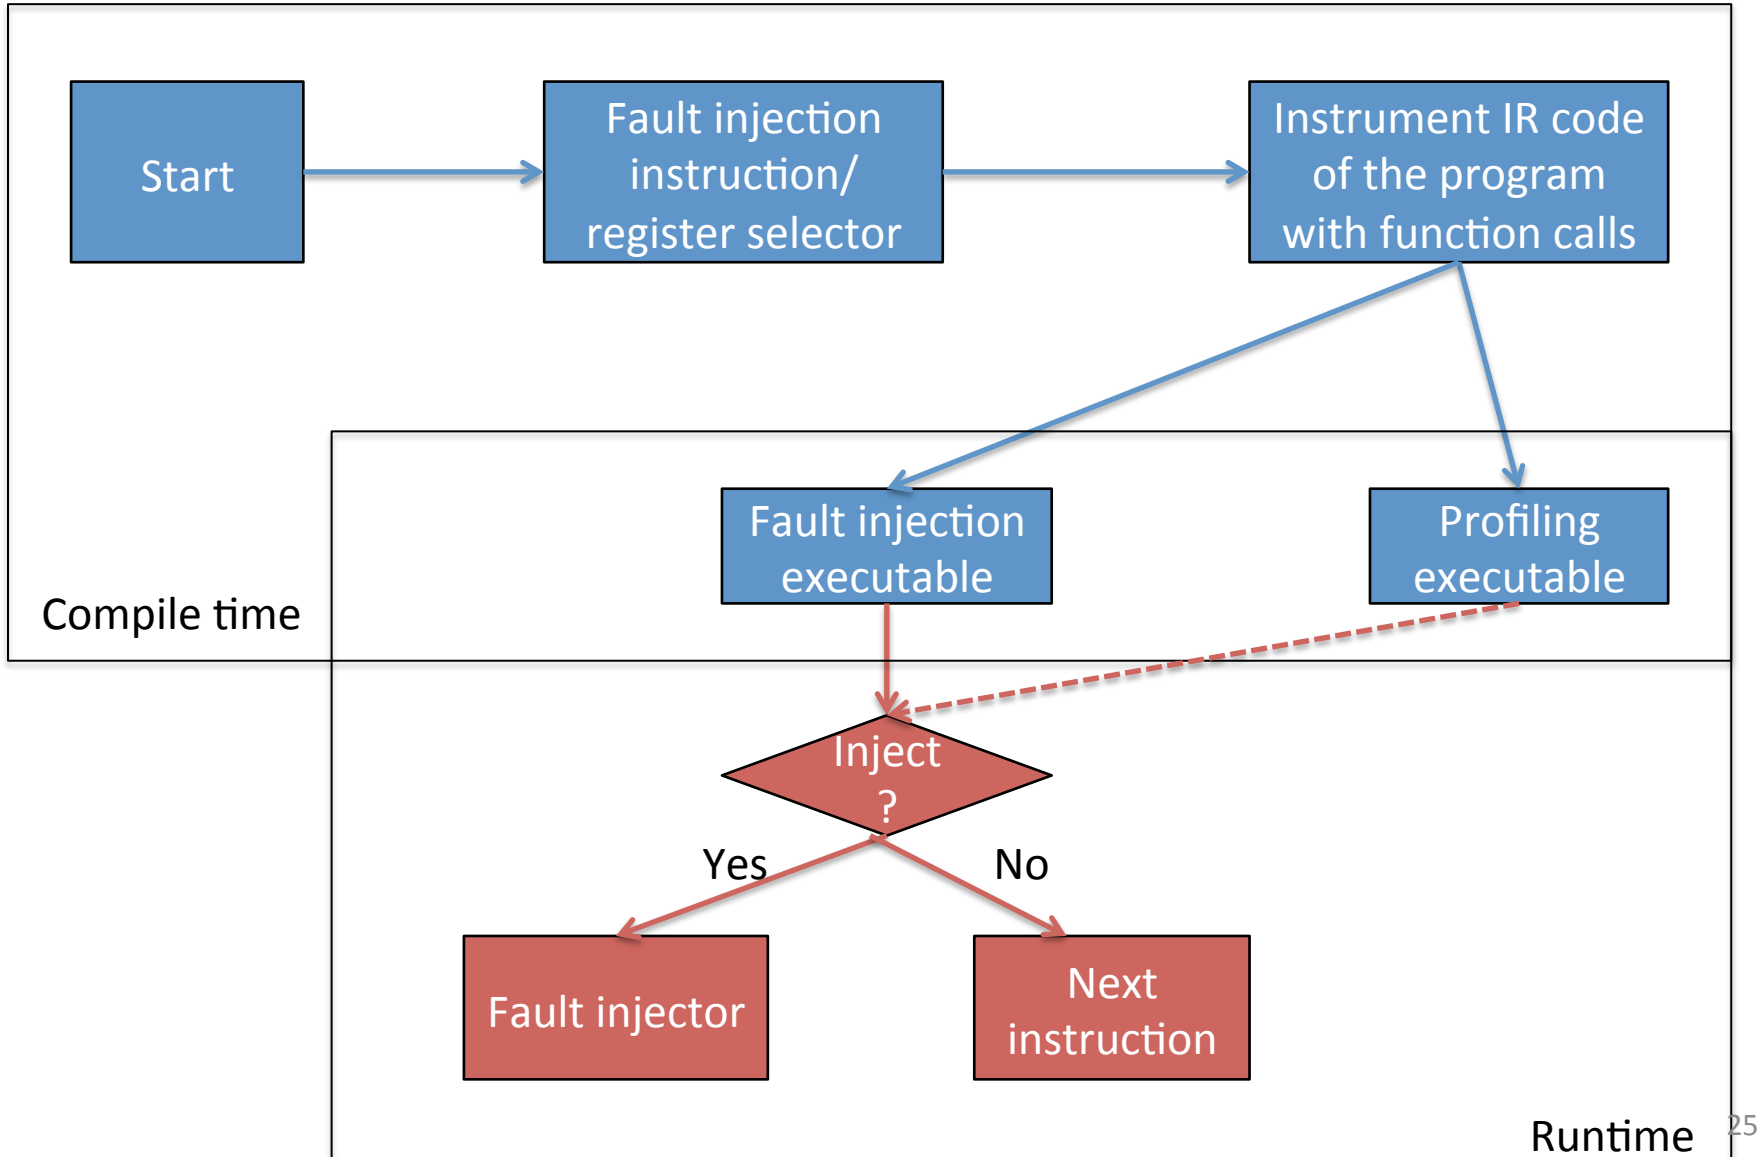 Start
Fault injection
instruction/
register selector
Instrument IR code
of the program
with function calls
Fault injection
executable
Profiling
executable
Compile time
Inject
?
Yes
No
Fault injector
Next
instruction
Runtime
25